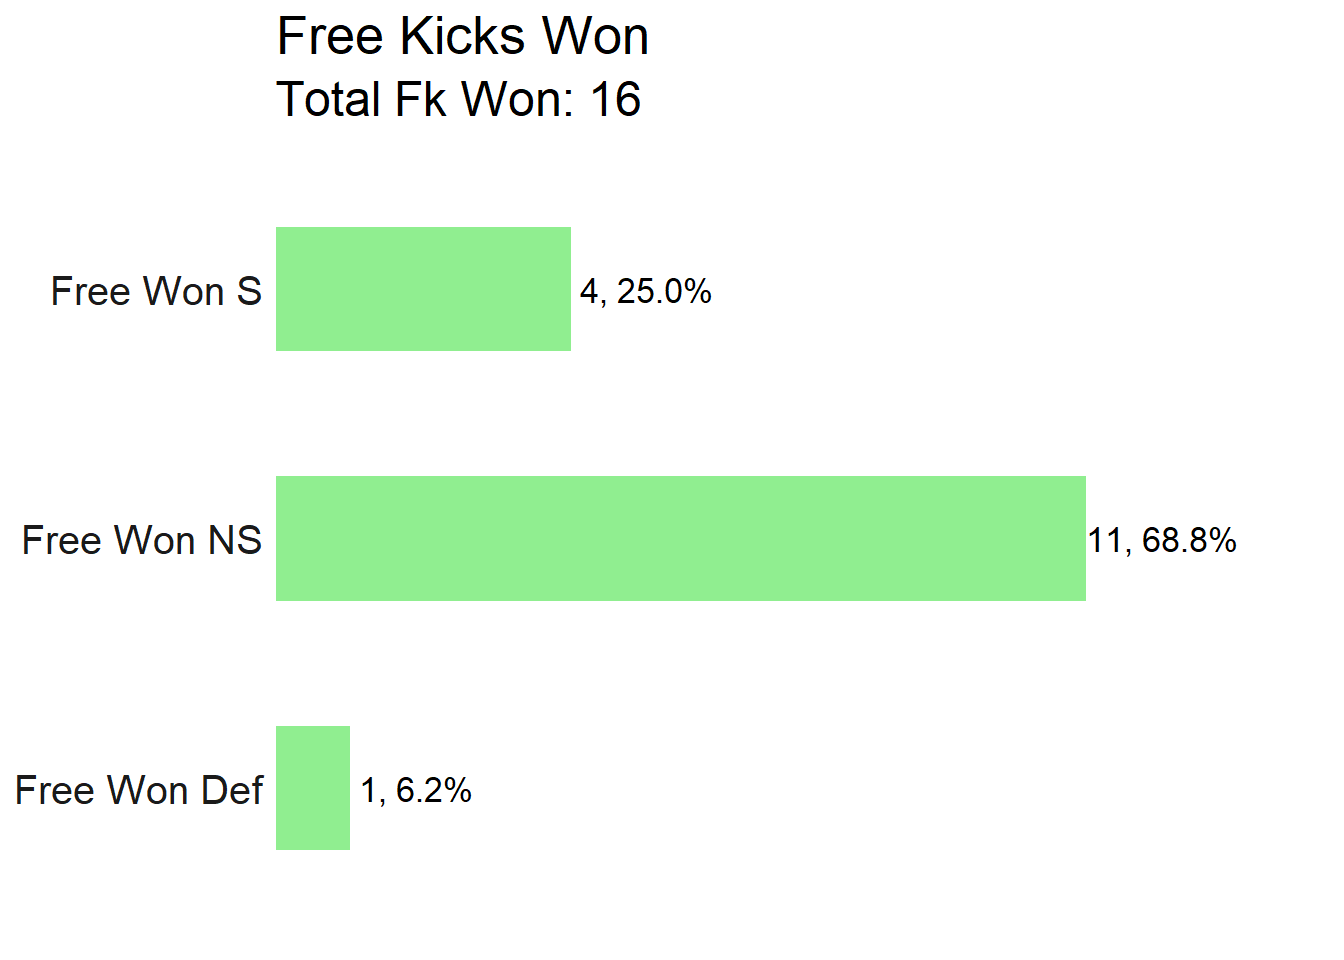 Free Kicks Won
Total Fk Won: 16
Free Won S
4, 25.0%
Free Won NS
11, 68.8%
Free Won Def
1, 6.2%